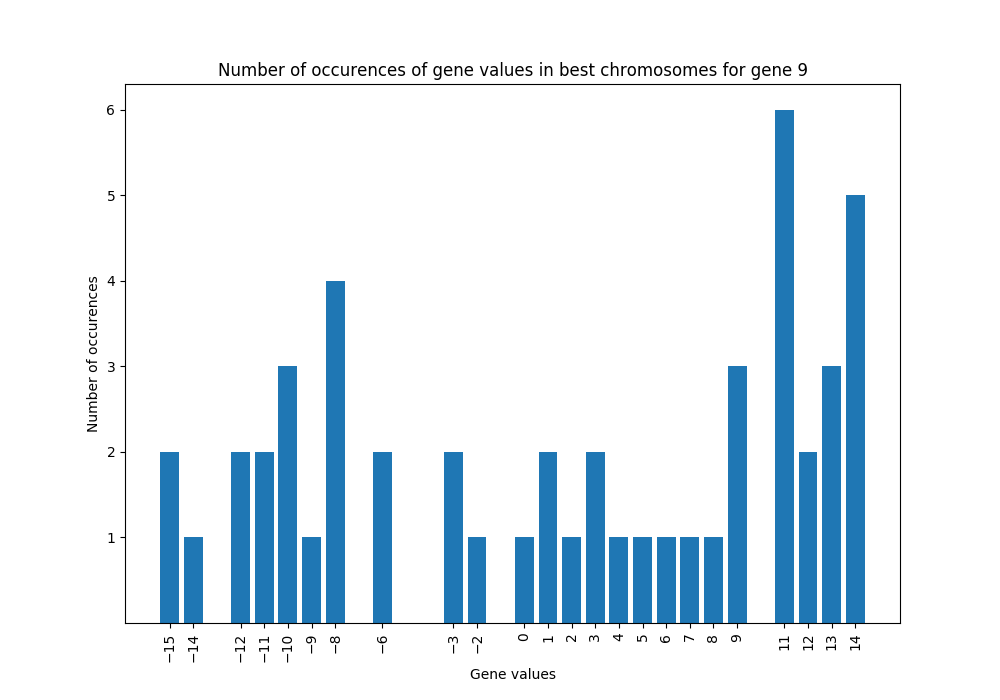 Number of occurences of gene values in best chromosomes for gene 9
Number of occurences
6
5
4
3
2
1
−15 −14 −12 −11 −10 −9 −8 −6 −3 −2 0 1 2 3 4 5 6 7 8 9 11 12 13 14
Gene values